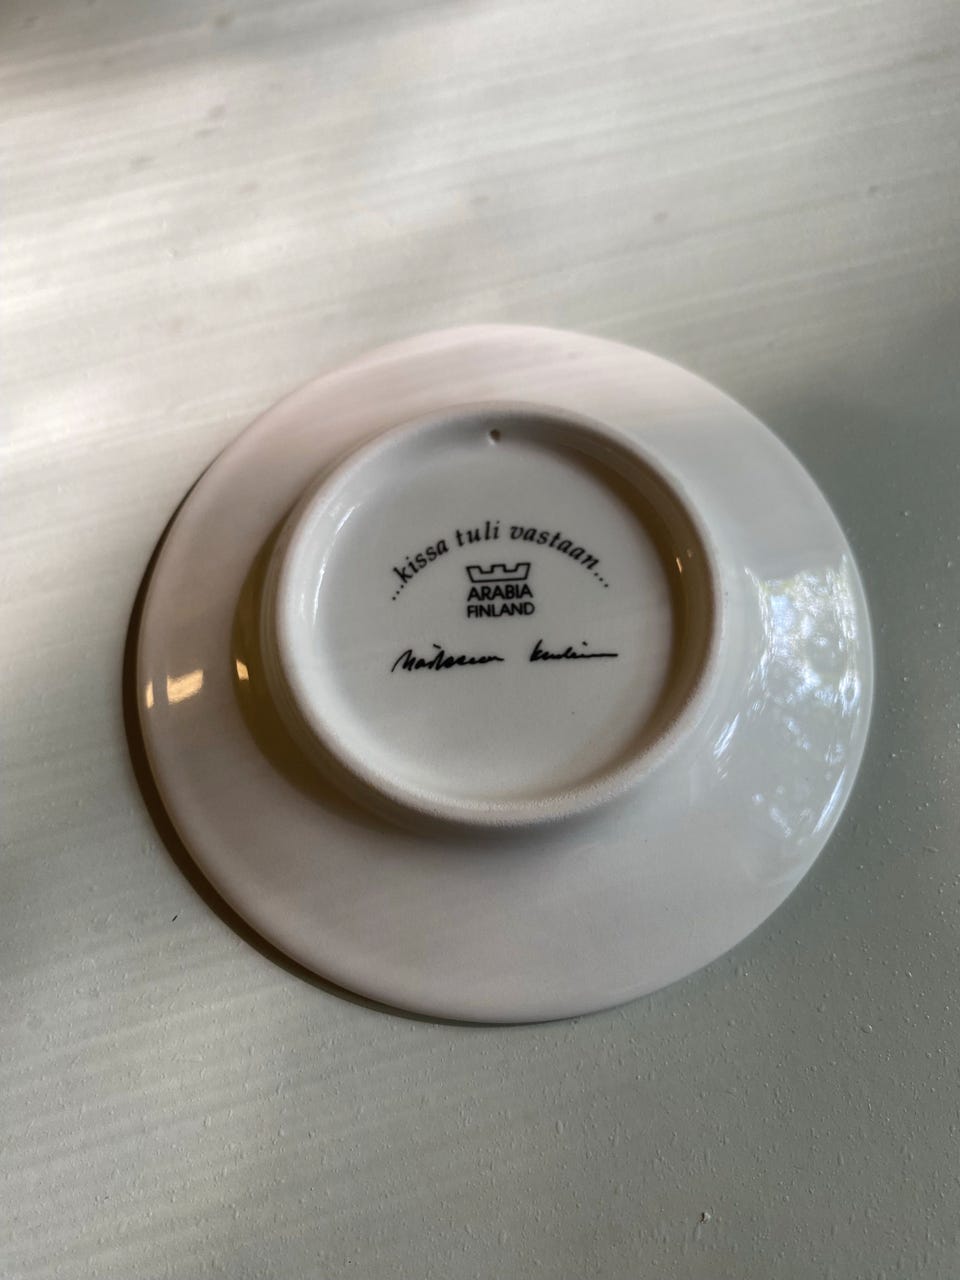 ...kissa tuli vastaan...
ARABIA
FINLAND